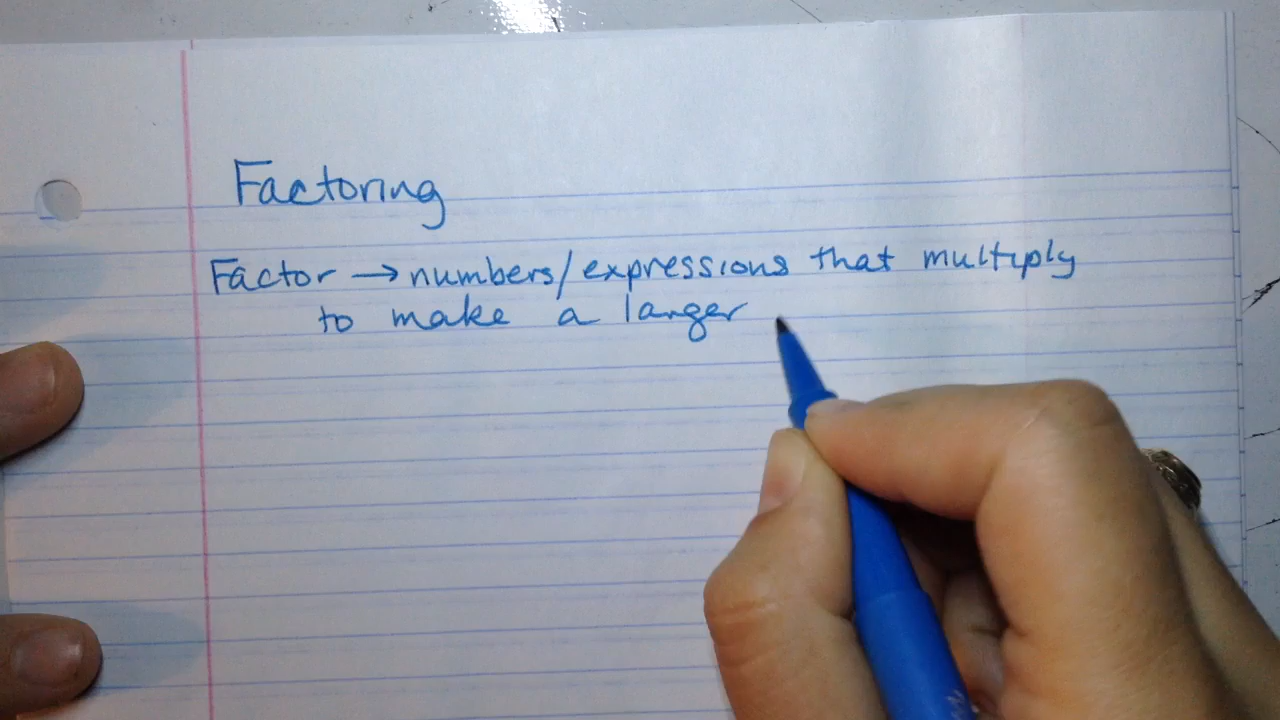 Factoring
Factor → numbers/expressions that multiply
to make a larger